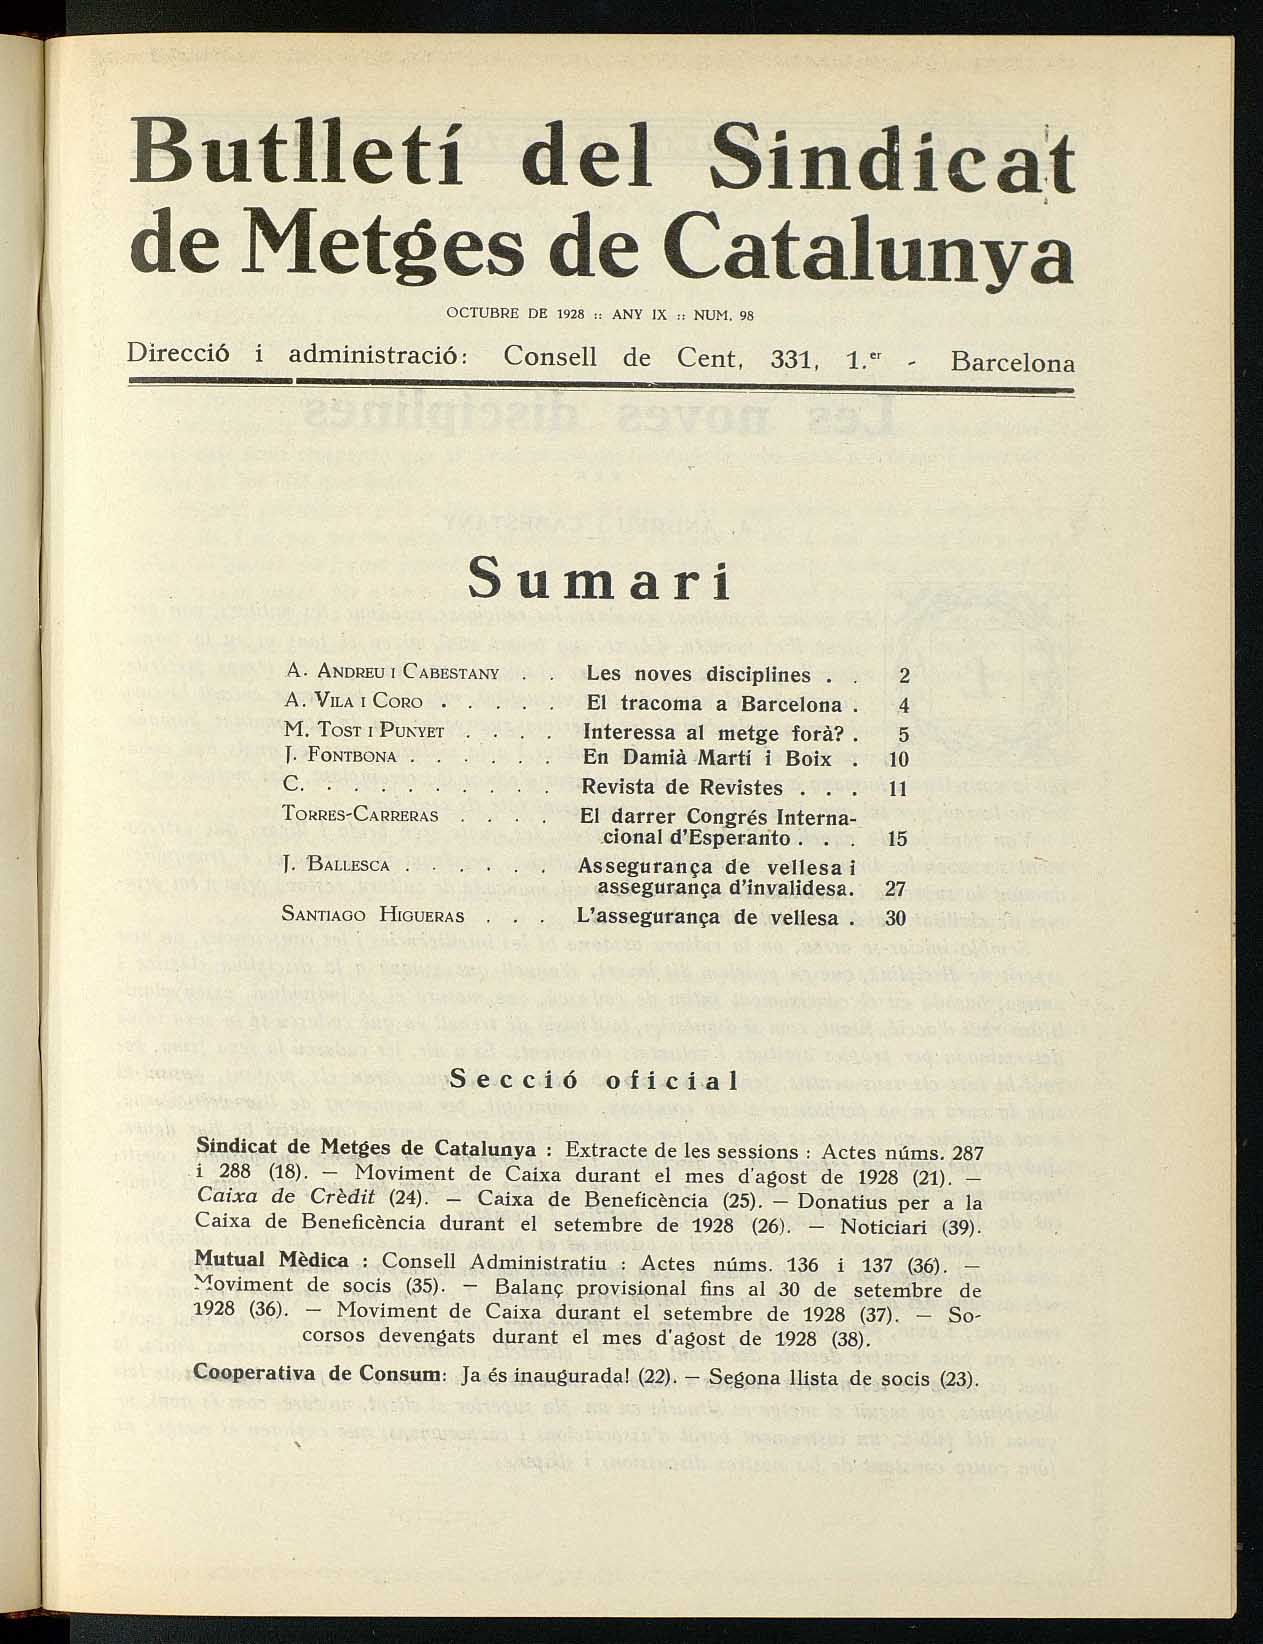 Butlletí del Sindicat
de Metges de Catalunya
OCTUBRE DE 1928 :: ANY IX :: NUM. 98
Direcció i administració: Consell de Cent, 331, 1.er - Barcelona
Sumari
A. ANDREU I CABESTANY . . Les noves disciplines . . 2
A. VILA I CORO . . . . . El tracoma a Barcelona . 4
M. TOST I PUNYET . . . . Interessa al metge forà? . 5
J. FONTBONA . . . . . . En Damià Martí i Boix . 10
C. . . . . . . . . . . Revista de Revistes . . . 11
TORRES-CARRERAS . . . . El darrer Congrés Interna-
cional d'Esperanto . . . 15
J. BALLESCA . . . . . . Assegurança de vellesa i
assegurança d'invalidesa. 27
SANTIAGO HIGUERAS . . . L'assegurança de vellesa . 30
Secció oficial
Sindicat de Metges de Catalunya : Extracte de les sessions : Actes núms. 287
i 288 (18). — Moviment de Caixa durant el mes d'agost de 1928 (21). —
Caixa de Crèdit (24). — Caixa de Beneficència (25). — Donatius per a la
Caixa de Beneficència durant el setembre de 1928 (26). — Noticiari (39).
Mutual Mèdica : Consell Administratiu : Actes núms. 136 i 137 (36). —
Moviment de socis (35). — Balanç provisional fins al 30 de setembre de
1928 (36). — Moviment de Caixa durant el setembre de 1928 (37). — So-
corsos devengats durant el mes d'agost de 1928 (38).
Cooperativa de Consum: Ja és inaugurada! (22). — Segona llista de socis (23).